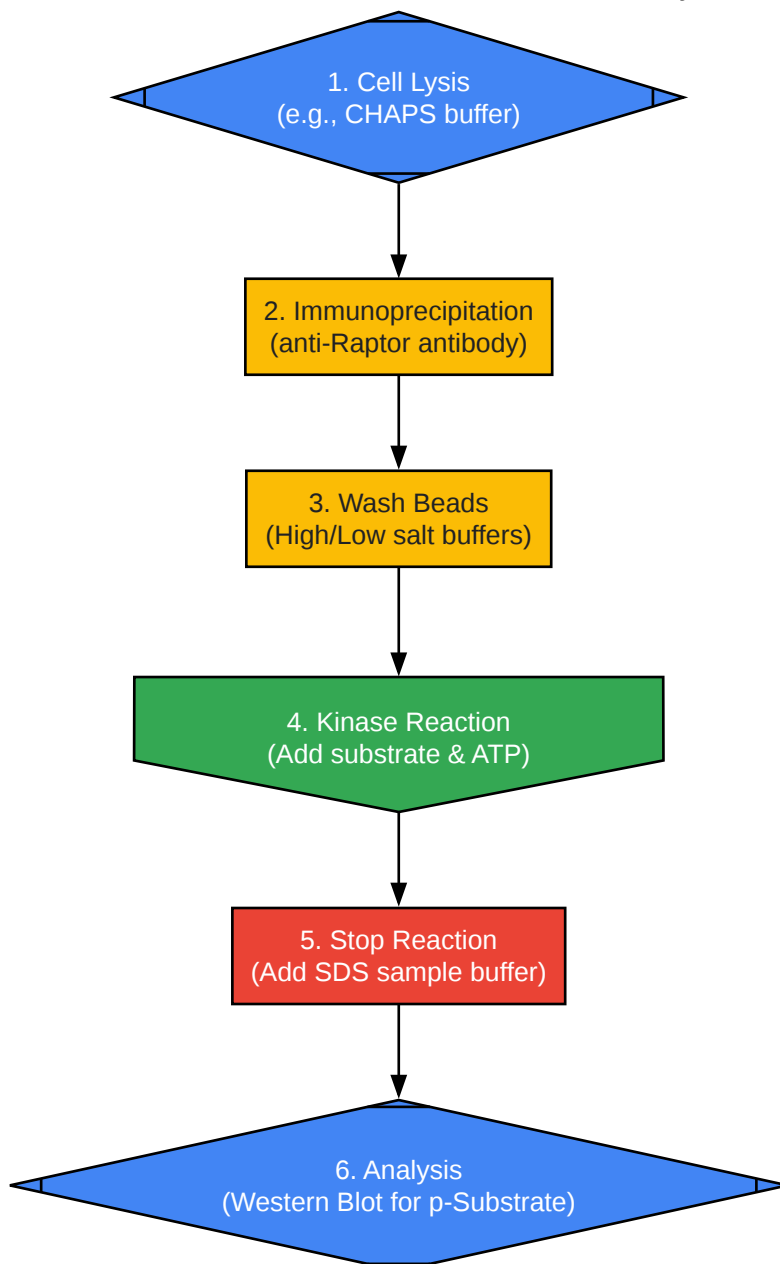 1. Cell Lysis
(e.g., CHAPS buffer)
2. Immunoprecipitation
(anti-Raptor antibody)
3. Wash Beads
(High/Low salt buffers)
4. Kinase Reaction
(Add substrate & ATP)
5. Stop Reaction
(Add SDS sample buffer)
6. Analysis
(Western Blot for p-Substrate)